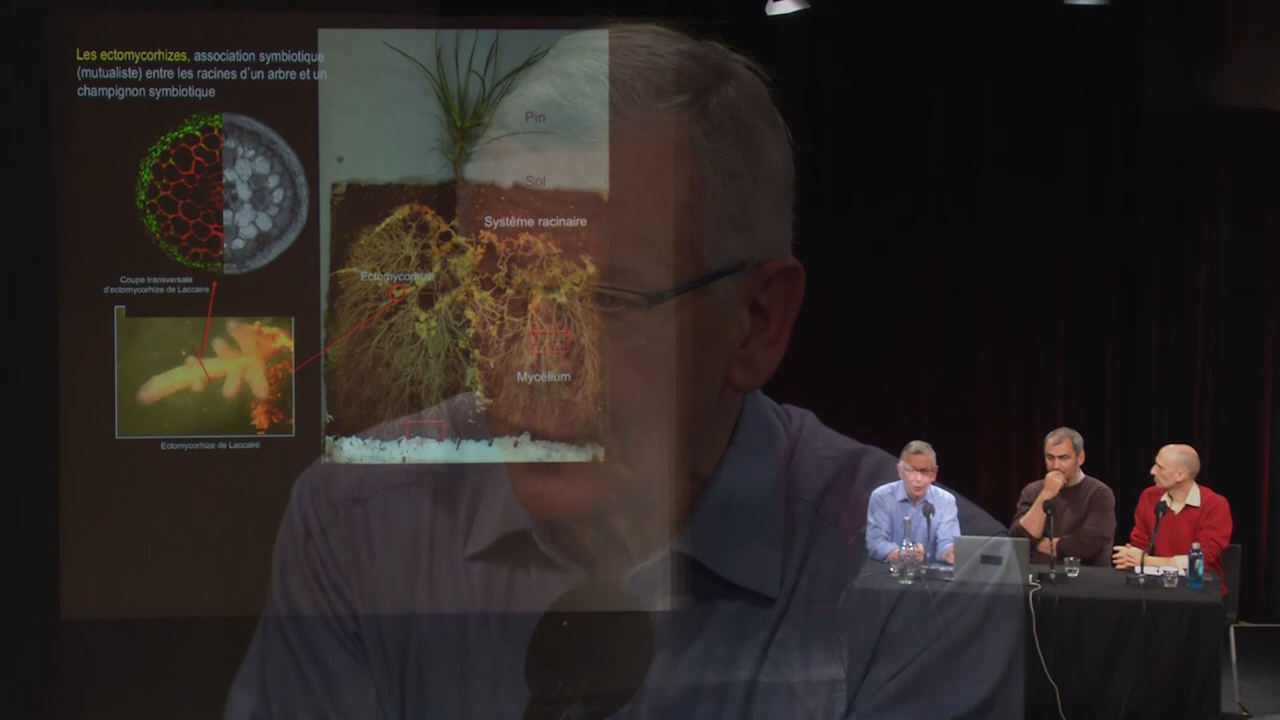 Les ectomycorhizes, association symbiotique
(mutualiste) entre les racines d'un arbre et un
champignon symbiotique
Pin
Sol
Système racinaire
Ectomycorhize
Coupe transversale
d'ectomycorhize de Laccaire
Mycélium
Ectomycorhize de Laccaire